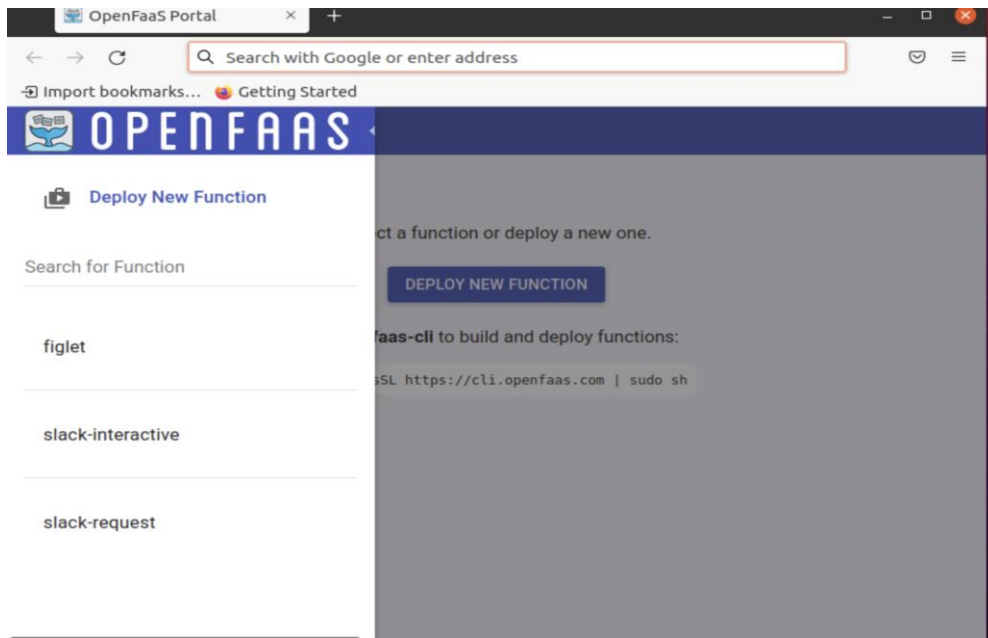 OpenFaaS Portal
Search with Google or enter address
Import bookmarks... Getting Started
OPENFAAS
Deploy New Function
ct a function or deploy a new one.
Search for Function
DEPLOY NEW FUNCTION
faas-cli to build and deploy functions:
figlet
sSL https://cli.openfaas.com | sudo sh
slack-interactive
slack-request